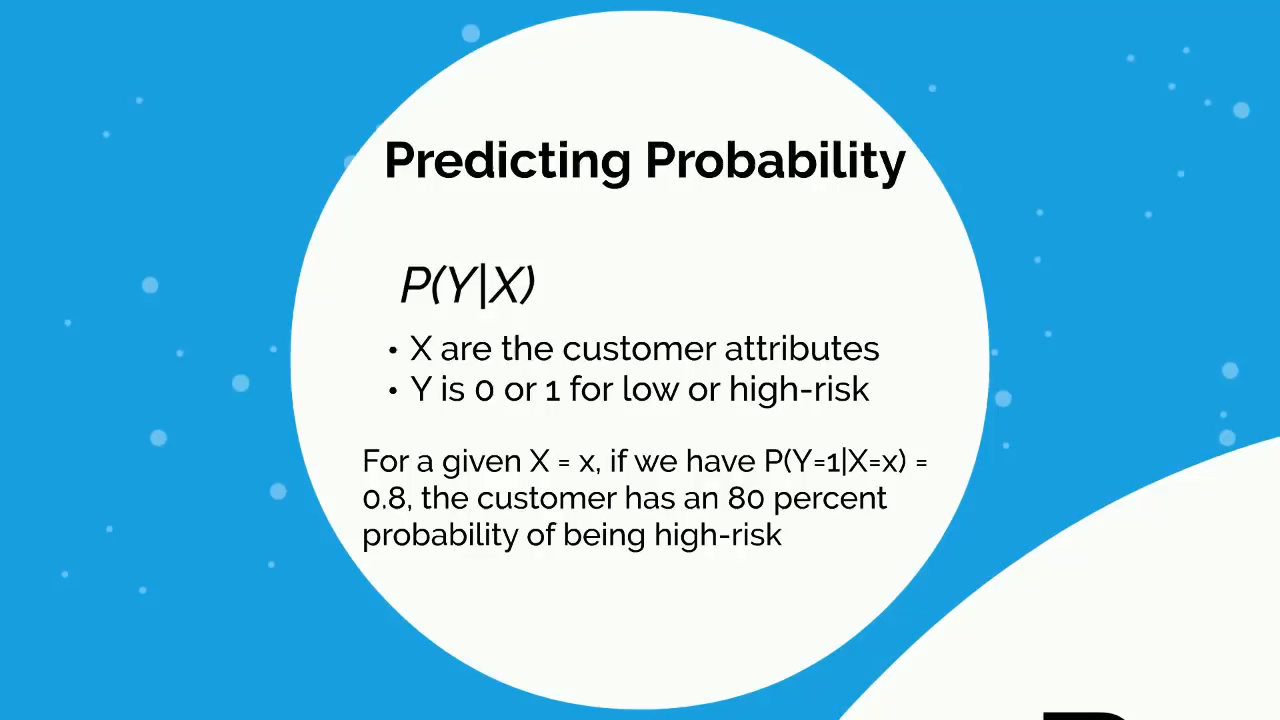 Predicting Probability
P(Y|X)
• X are the customer attributes
• Y is 0 or 1 for low or high-risk
For a given X = x, if we have P(Y=1|X=x) =
0.8, the customer has an 80 percent
probability of being high-risk